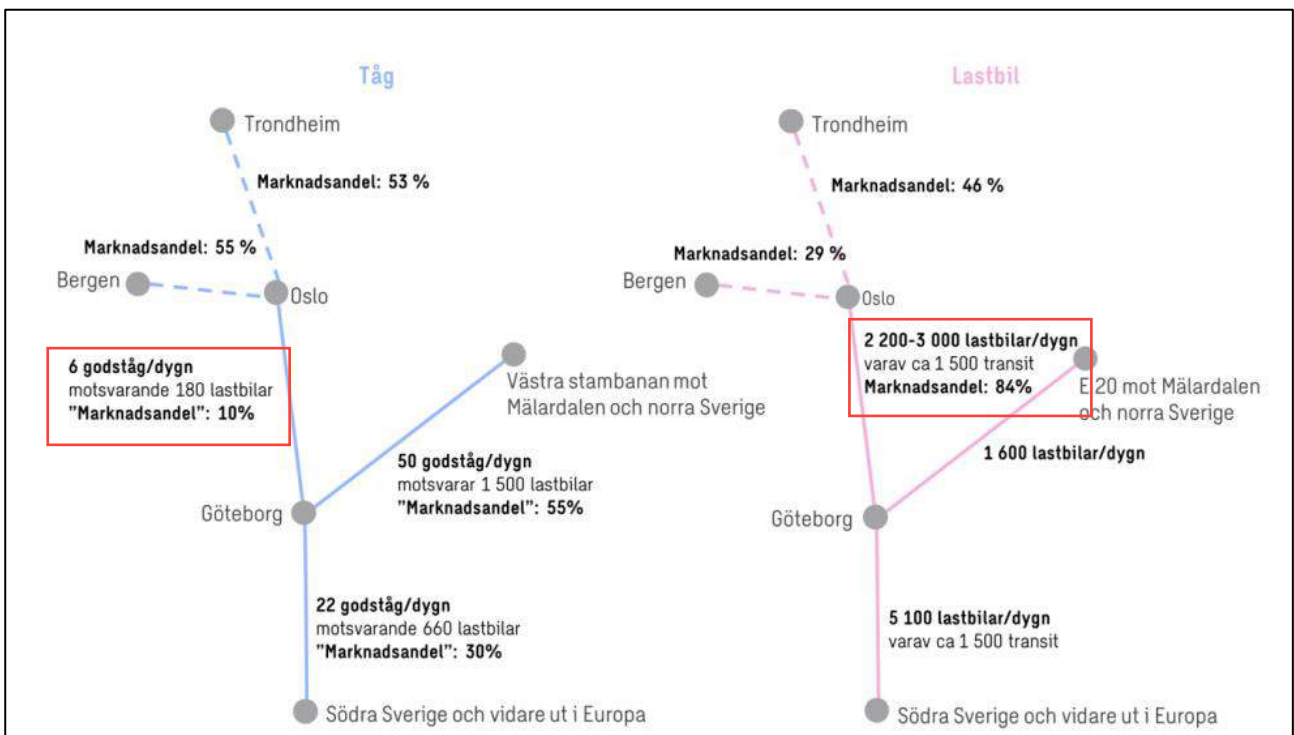 Tåg
Trondheim
Marknadsandel: 53 %
Marknadsandel: 55 %
Bergen
Oslo
6 godståg/dygn
motsvarande 180 lastbilar
"Marknadsandel": 10%
Västra stambanan mot
Mälardalen och norra Sverige
50 godståg/dygn
motsvarar 1 500 lastbilar
"Marknadsandel": 55%
Göteborg
22 godståg/dygn
motsvarande 660 lastbilar
"Marknadsandel": 30%
Södra Sverige och vidare ut i Europa
Lastbil
Trondheim
Marknadsandel: 46 %
Marknadsandel: 29 %
Bergen
Oslo
2 200-3 000 lastbilar/dygn
varav ca 1 500 transit
Marknadsandel: 84%
E 20 mot Mälardalen
och norra Sverige
1 600 lastbilar/dygn
Göteborg
5 100 lastbilar/dygn
varav ca 1 500 transit
Södra Sverige och vidare ut i Europa